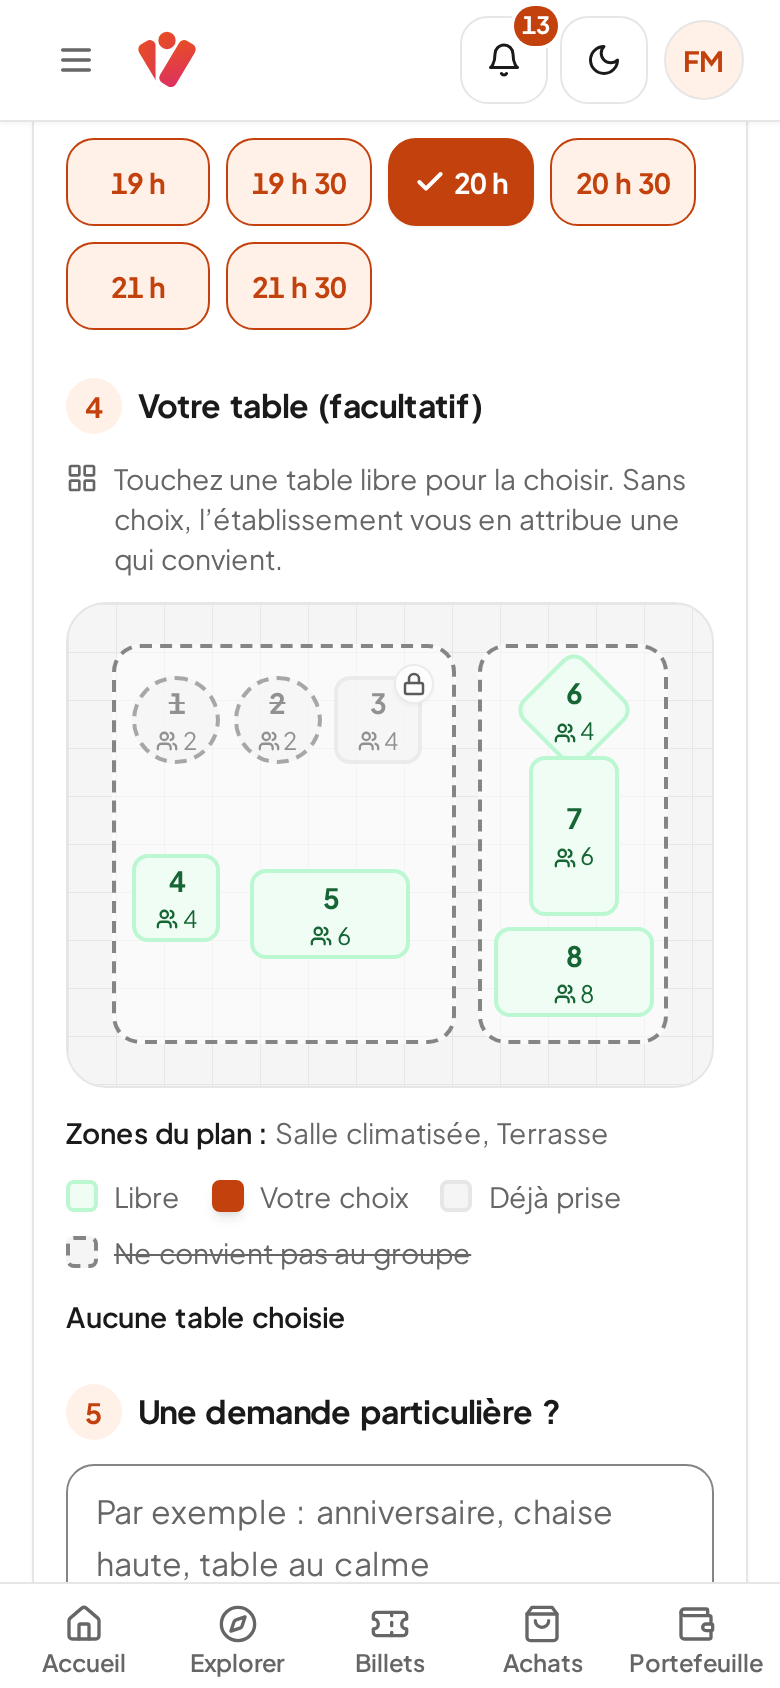 13
FM
19 h
19 h 30
20 h
20 h 30
21 h
21 h 30
4 Votre table (facultatif)
Touchez une table libre pour la choisir. Sans
choix, l’établissement vous en attribue une
qui convient.
1
2
2
2
3
4
6
4
7
6
4
4
5
6
8
8
Zones du plan : Salle climatisée, Terrasse
Libre Votre choix Déjà prise
Ne convient pas au groupe
Aucune table choisie
5 Une demande particulière ?
Par exemple : anniversaire, chaise
haute, table au calme
Accueil Explorer Billets Achats Portefeuille